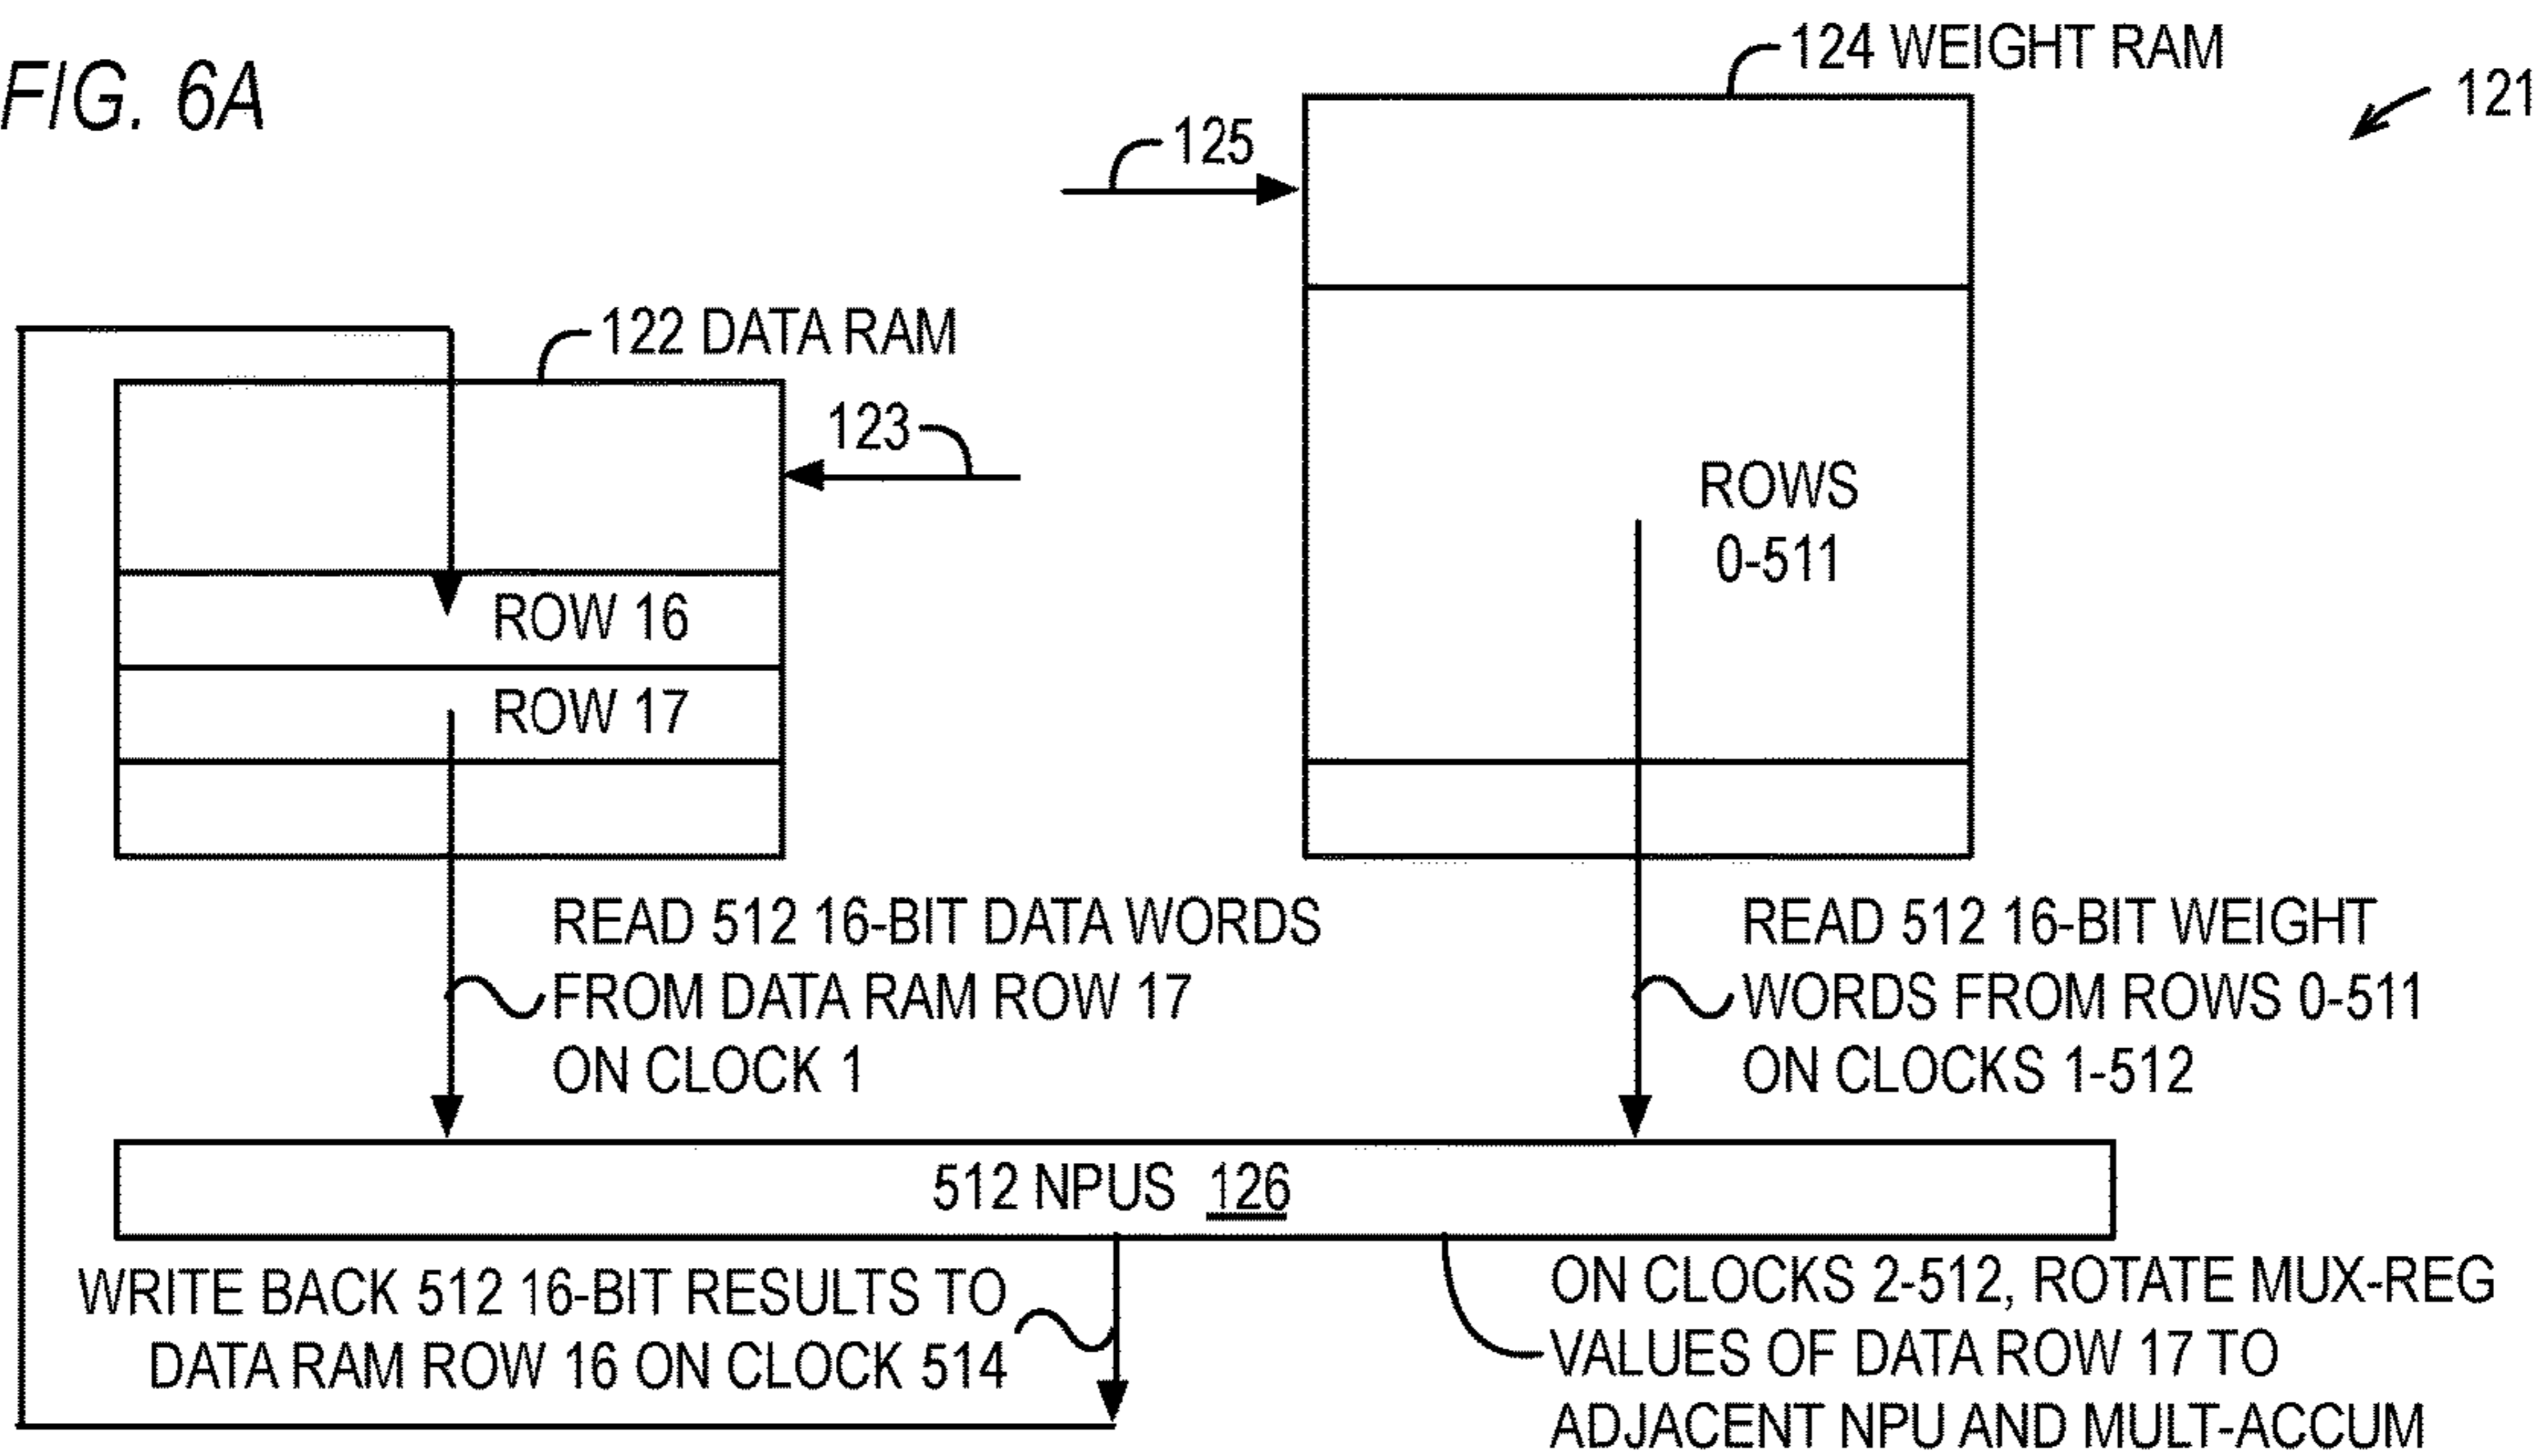 FIG. 6A
124 WEIGHT RAM
121
125
122 DATA RAM
123
ROWS
0-511
ROW 16
ROW 17
READ 512 16-BIT DATA WORDS
FROM DATA RAM ROW 17
ON CLOCK 1
READ 512 16-BIT WEIGHT
WORDS FROM ROWS 0-511
ON CLOCKS 1-512
512 NPUS 126
WRITE BACK 512 16-BIT RESULTS TO
DATA RAM ROW 16 ON CLOCK 514
ON CLOCKS 2-512, ROTATE MUX-REG
VALUES OF DATA ROW 17 TO
ADJACENT NPU AND MULT-ACCUM